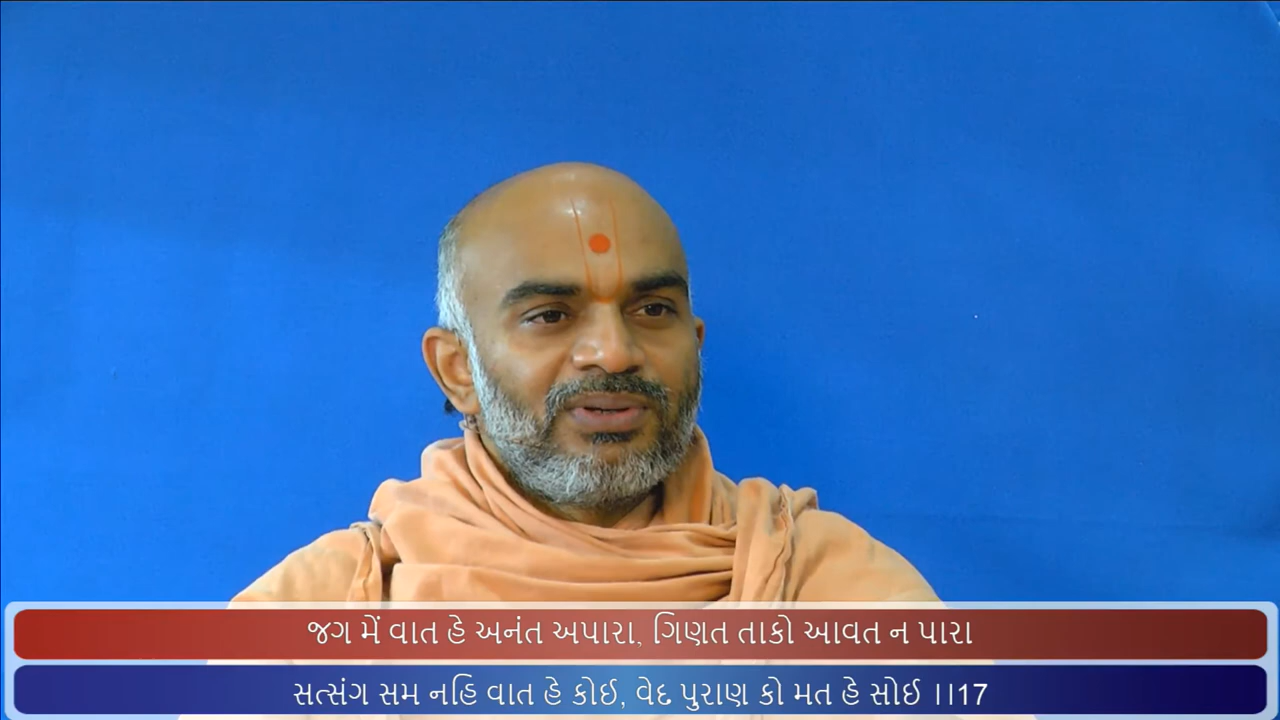 જગ મેં વાત હે અનંત અપારા, ગિણત તાકો આવત ન પારા
સત્સંગ સમ નહિ વાત હે કોઈ, વેદ પુરાણ કો મત હે સોઈ ।।17